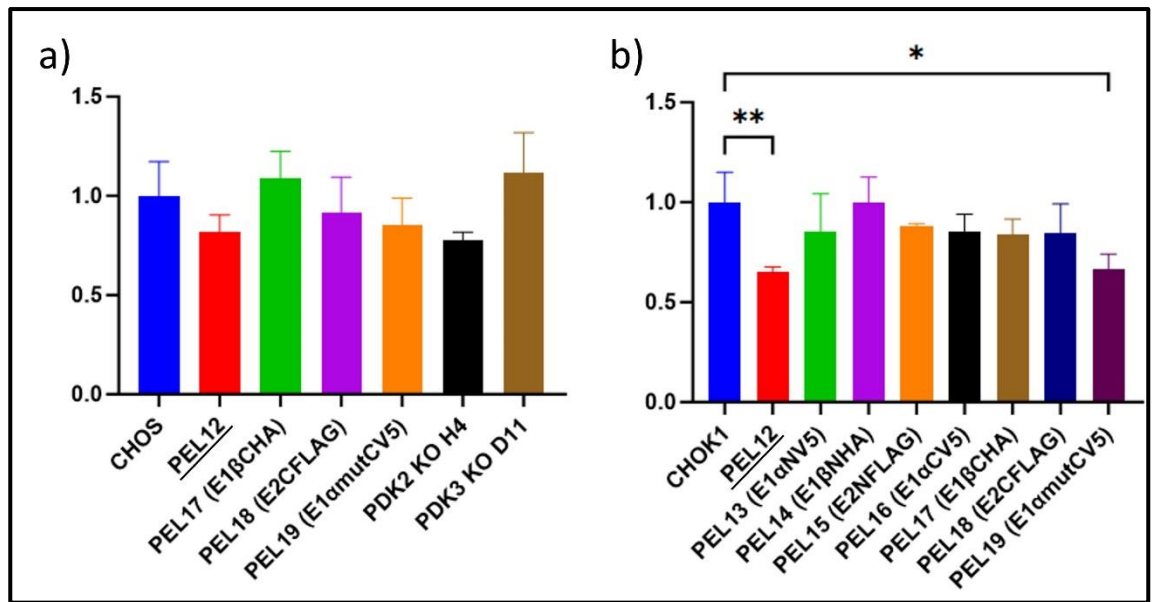 a)
1.5
1.0
0.5
0.0
CHOS
PEL12
PEL17 (E1βCHA)
PEL18 (E2CFLAG)
PEL19 (E1αmutCV5)
PDK2 KO H4
PDK3 KO D11
b)
*
**
1.5
1.0
0.5
0.0
CHOK1
PEL12
PEL13 (E1αNV5)
PEL14 (E1βNHA)
PEL15 (E2NFLAG)
PEL16 (E1αCV5)
PEL17 (E1βCHA)
PEL18 (E2CFLAG)
PEL19 (E1αmutCV5)